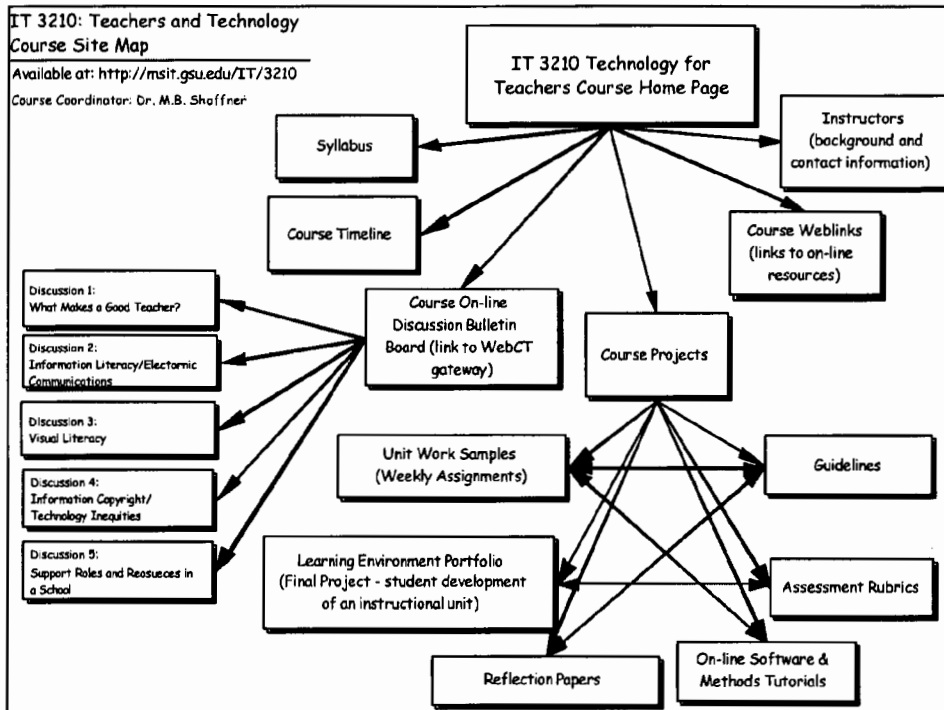 IT 3210: Teachers and Technology
Course Site Map
Available at: http://msit.gsu.edu/IT/3210
Course Coordinator: Dr. M.B. Shoffner
IT 3210 Technology for
Teachers Course Home Page
Instructors
(background and
contact information)
Syllabus
Course Timeline
Course Weblinks
(links to on-line
resources)
Discussion 1:
What Makes a Good Teacher?
Discussion 2:
Information Literacy/Electornic
Communications
Discussion 3:
Visual Literacy
Discussion 4:
Information Copyright/
Technology Inequities
Discussion 5:
Support Roles and Reosueces in
a School
Course On-line
Discussion Bulletin
Board (link to WebCT
gateway)
Course Projects
Unit Work Samples
(Weekly Assignments)
Guidelines
Learning Environment Portfolio
(Final Project - student development
of an instructional unit)
Assessment Rubrics
Reflection Papers
On-line Software &
Methods Tutorials